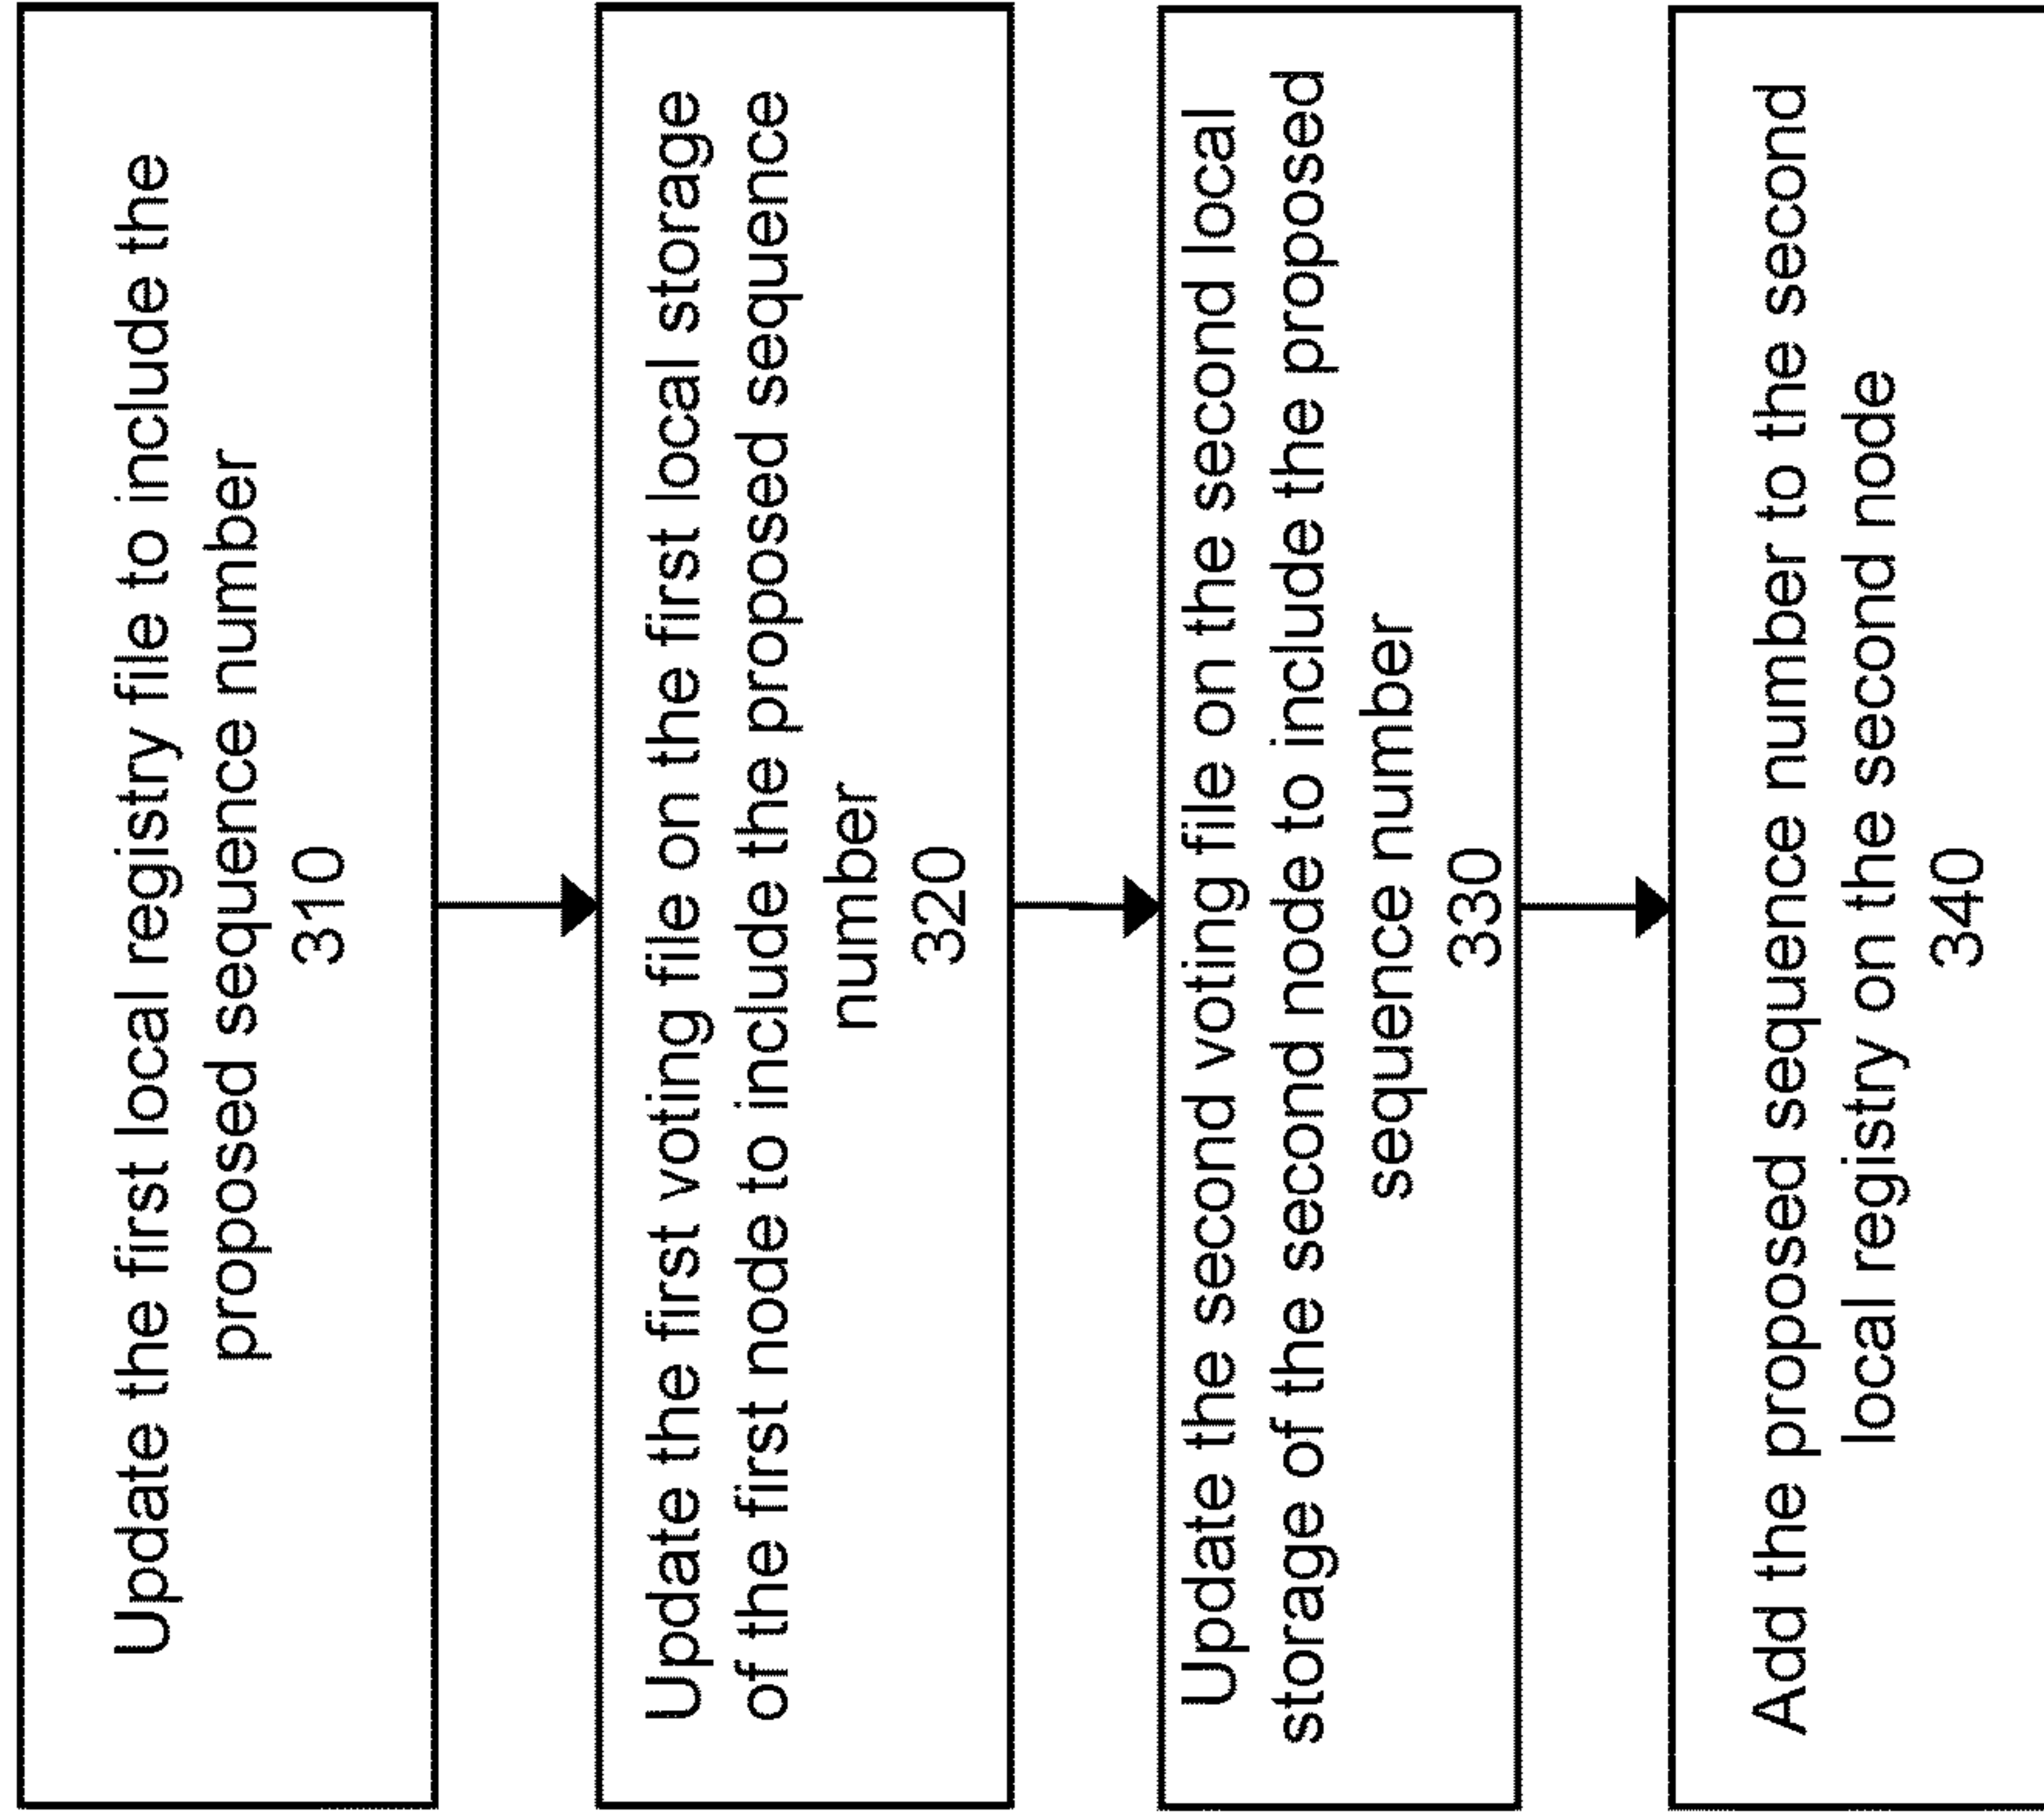 Update the first local registry file to include the
proposed sequence number
310
Update the first voting file on the first local storage
of the first node to include the proposed sequence
number
320
Update the second voting file on the second local
storage of the second node to include the proposed
sequence number
330
Add the proposed sequence number to the second
local registry on the second node
340